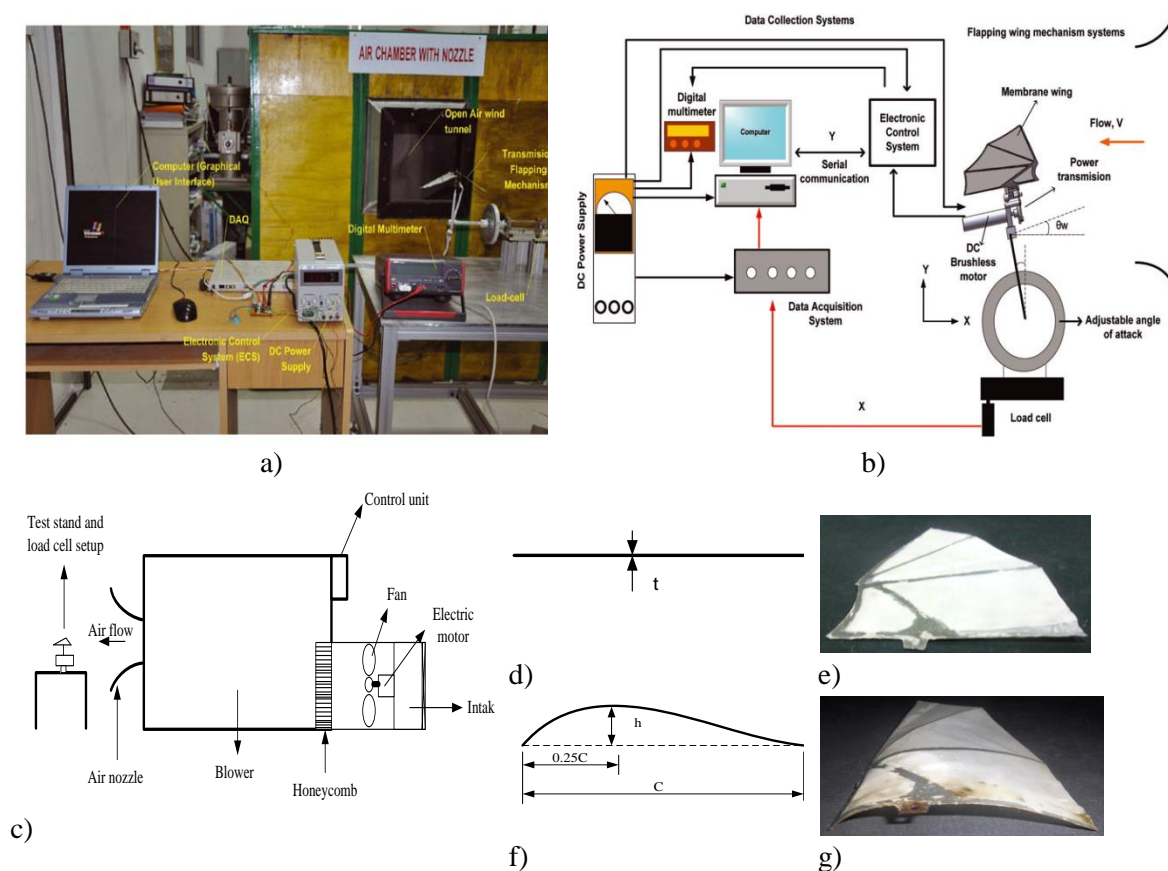 AIR CHAMBER WITH NOZZLE
Open Air wind
tunnel
Computer (Graphical
User Interface)
Transmision
Flapping
Mechanism
DAQ
Digital Multimeter
Load-cell
Electronic Control
System (ECS)
DC Power
Supply
a)
Data Collection Systems
Flapping wing mechanism systems
Digital
multimeter
Computer
Y
Serial
communication
Electronic
Control
System
Membrane wing
Flow, V
Power
transmision
θw
DC
Brushless
motor
DC Power Supply
Data Acquisition
System
Y
X
Adjustable angle
of attack
X
Load cell
b)
Control unit
Test stand and
load cell setup
Fan
Electric
motor
Air flow
Intak
Air nozzle
Blower
Honeycomb
c)
t
d)
e)
h
0.25C
C
f)
g)